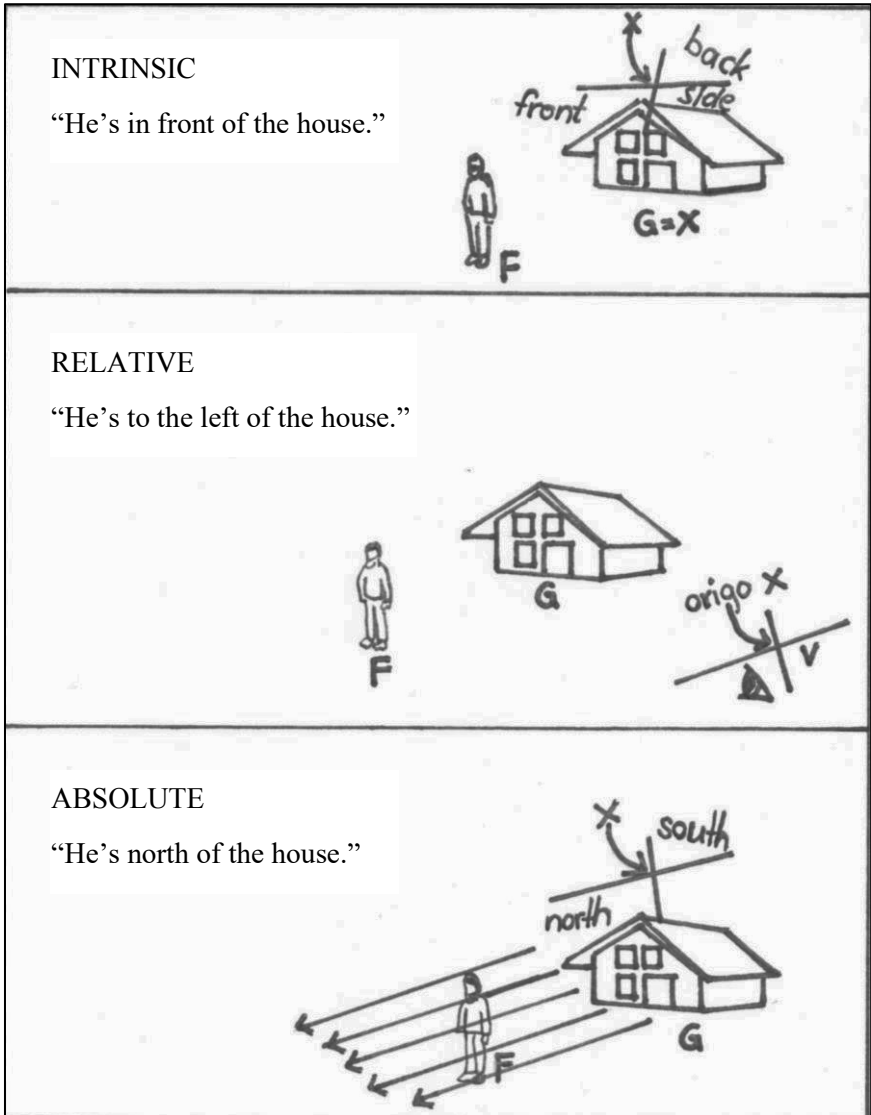 INTRINSIC
“He’s in front of the house.”
X
back
front
side
G=X
F
RELATIVE
“He’s to the left of the house.”
G
origo X
V
F
ABSOLUTE
“He’s north of the house.”
X
south
north
G
F